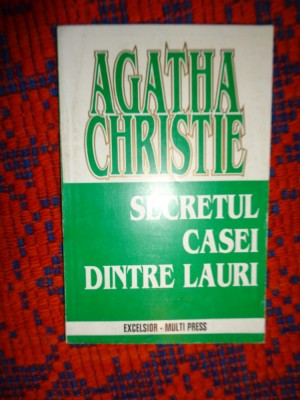 AGATHA
CHRISTIE
SECRETUL
CASEI
DINTRE LAURI
EXCELSIOR - MULTI PRESS